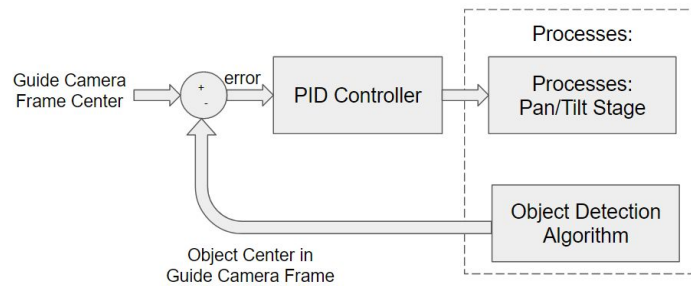 Processes:
Guide Camera
Frame Center
+
-
error
PID Controller
Processes:
Pan/Tilt Stage
Object Detection
Algorithm
Object Center in
Guide Camera Frame